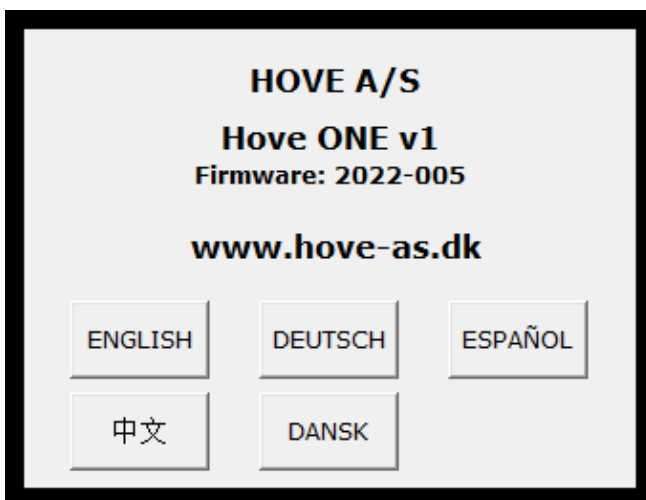 HOVE A/S
Hove ONE v1
Firmware: 2022-005
www.hove-as.dk
ENGLISH DEUTSCH ESPAÑOL
中文 DANSK